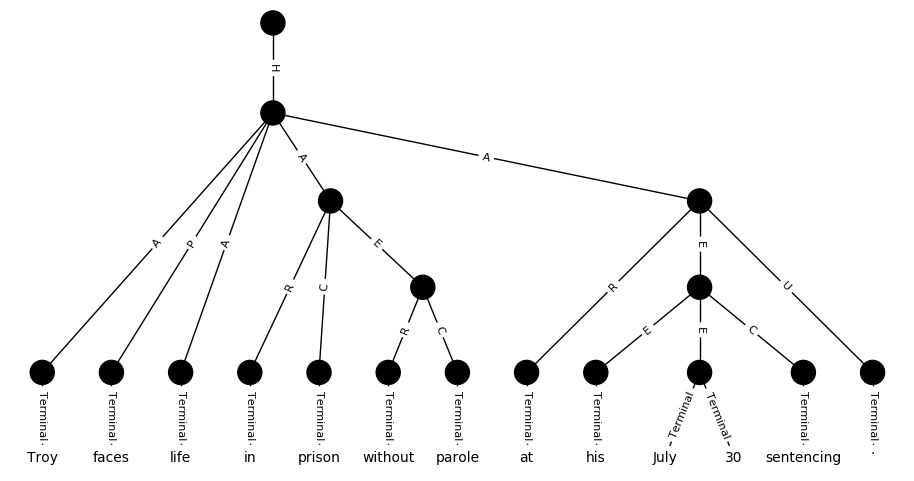 H
A
A
A
P
A
E
E
U
R
C
R
R
C
E
E
C
Terminal Terminal Terminal Terminal Terminal Terminal Terminal Terminal Terminal Terminal Terminal Terminal Terminal
Troy faces life in prison without parole at his July 30 sentencing .